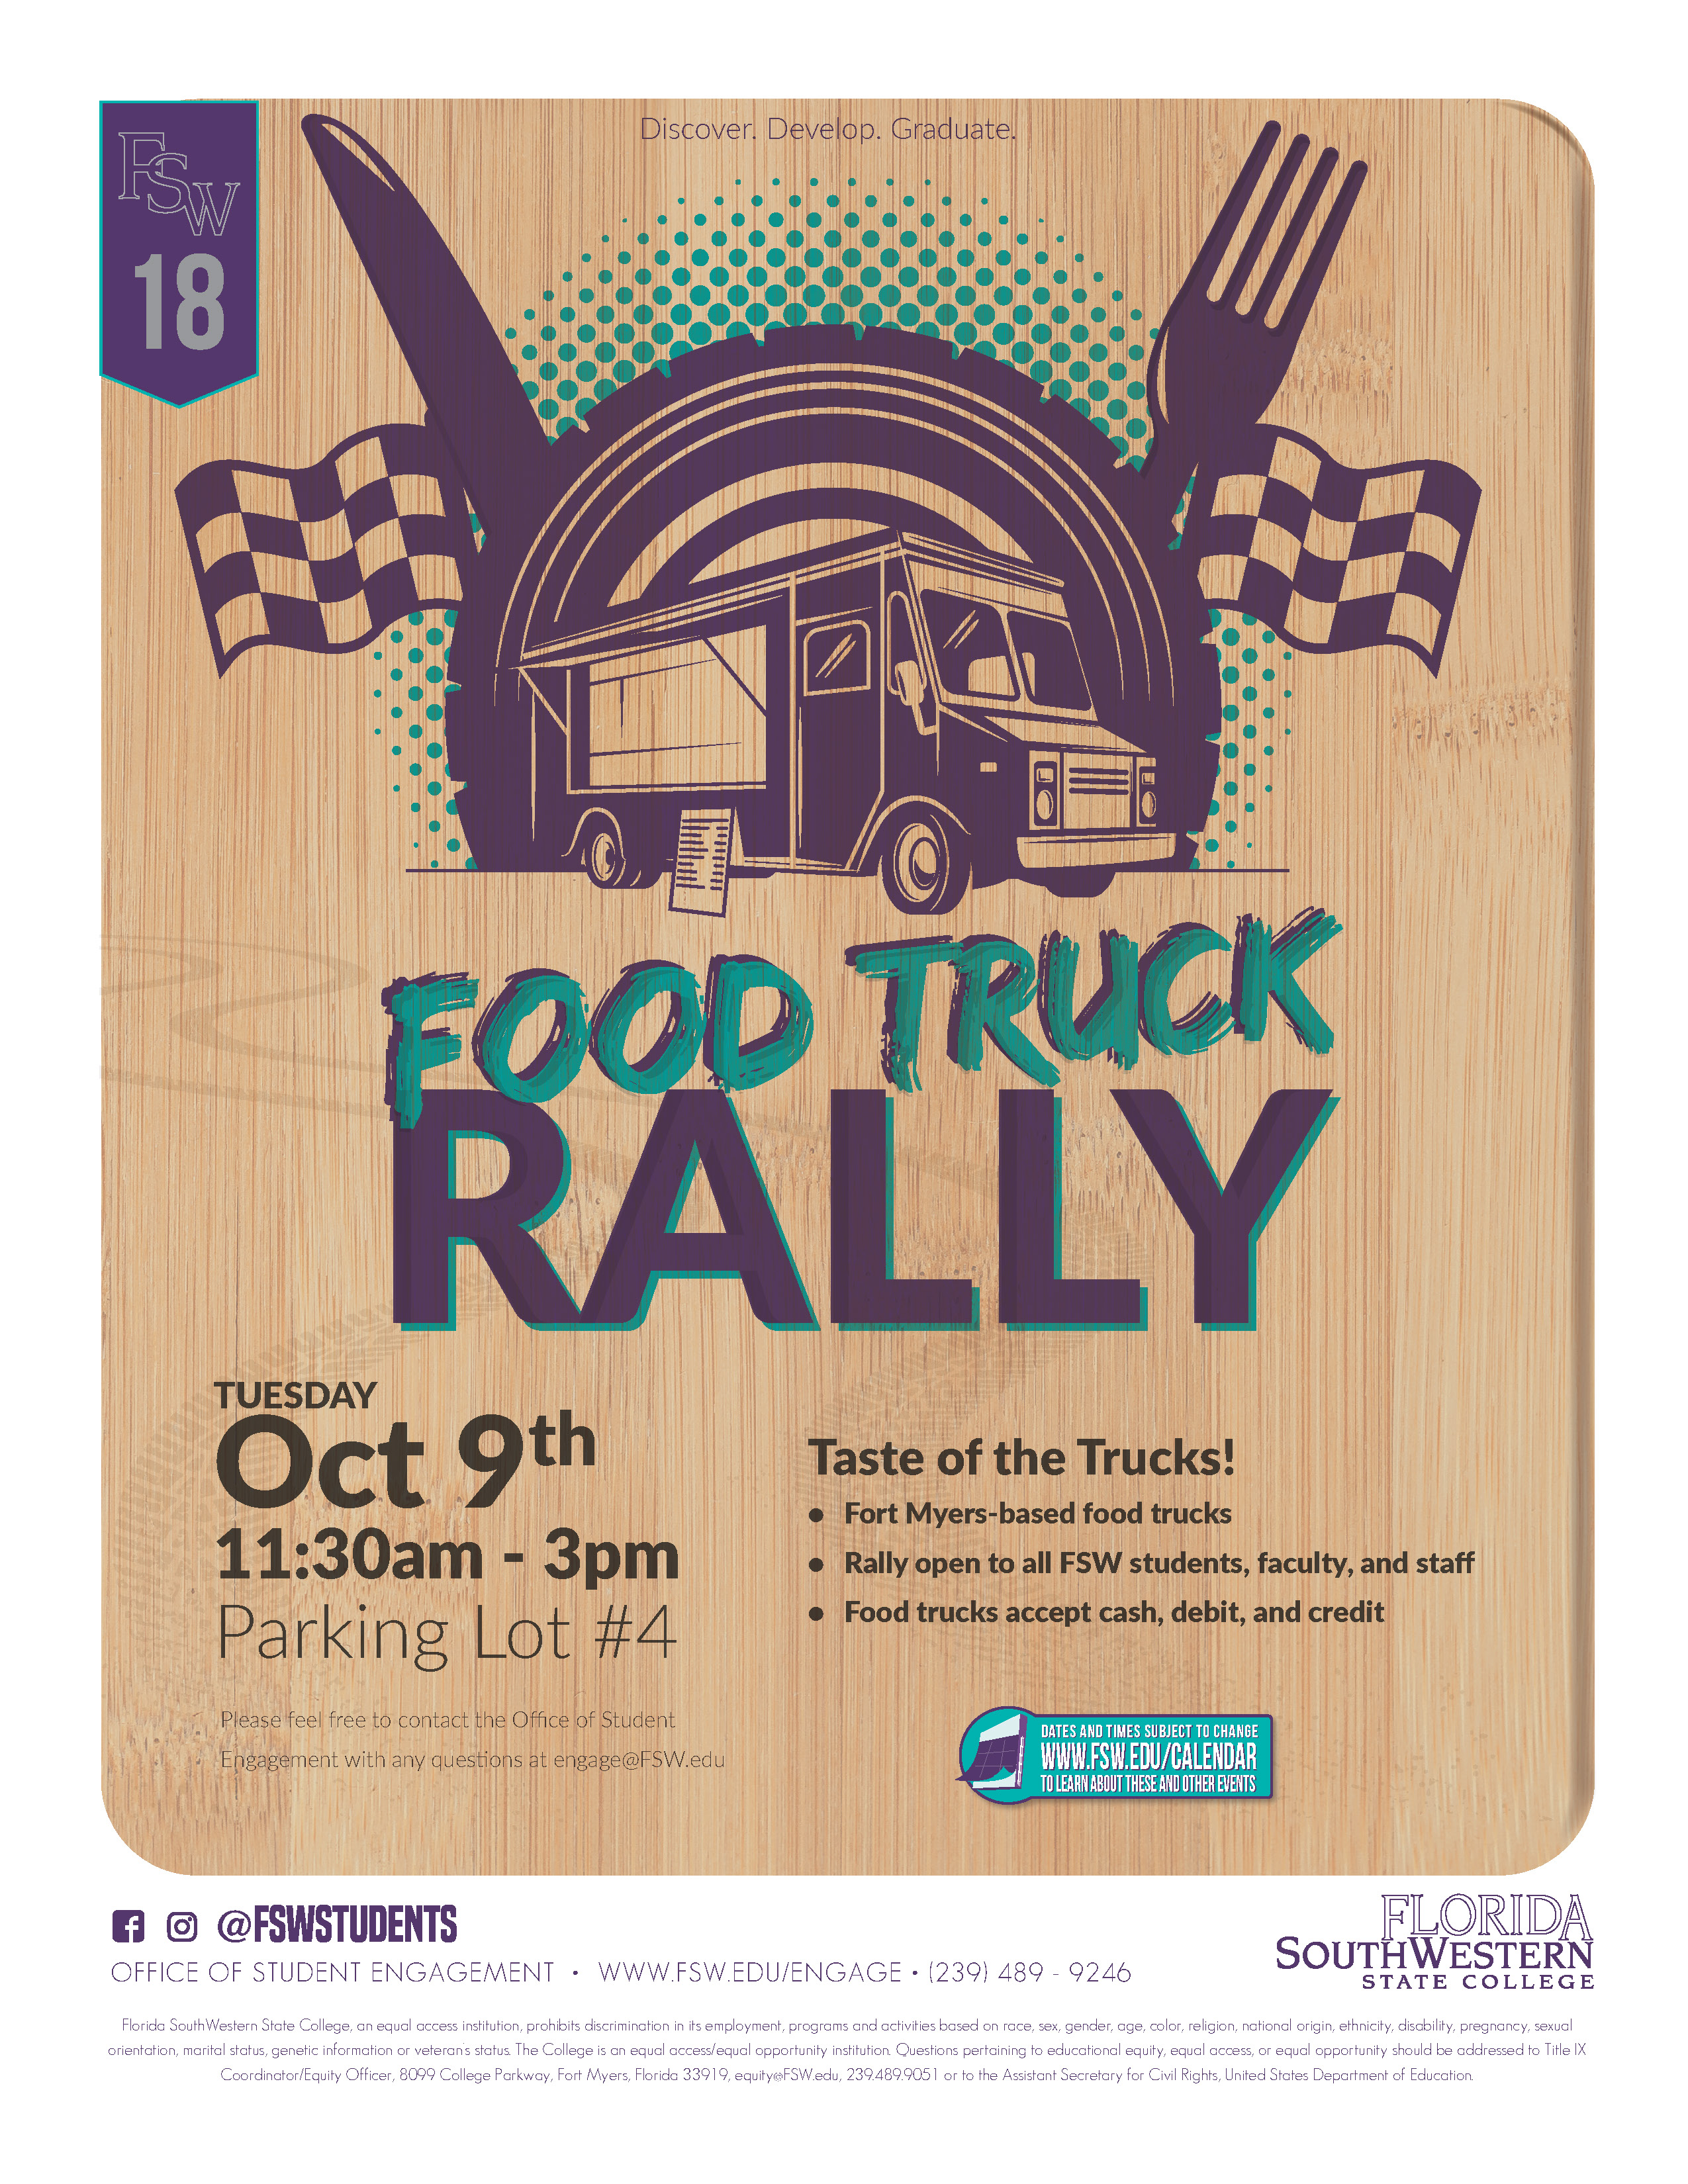 Discover. Develop. Graduate.
FSW
18
FOOD TRUCK
RALLY
TUESDAY
Oct 9th
11:30am - 3pm
Parking Lot #4
Please feel free to contact the Office of Student
Engagement with any questions at engage@FSW.edu
Taste of the Trucks!
● Fort Myers-based food trucks
● Rally open to all FSW students, faculty, and staff
● Food trucks accept cash, debit, and credit
DATES AND TIMES SUBJECT TO CHANGE
WWW.FSW.EDU/CALENDAR
TO LEARN ABOUT THESE AND OTHER EVENTS
@FSWSTUDENTS
OFFICE OF STUDENT ENGAGEMENT • WWW.FSW.EDU/ENGAGE • (239) 489 - 9246
FLORIDA
SOUTHWESTERN
STATE COLLEGE
Florida SouthWestern State College, an equal access institution, prohibits discrimination in its employment, programs and activities based on race, sex, gender, age, color, religion, national origin, ethnicity, disability, pregnancy, sexual
orientation, marital status, genetic information or veteran's status. The College is an equal access/equal opportunity institution. Questions pertaining to educational equity, equal access, or equal opportunity should be addressed to Title IX
Coordinator/Equity Officer, 8099 College Parkway, Fort Myers, Florida 33919, equity@FSW.edu, 239.489.9051 or to the Assistant Secretary for Civil Rights, United States Department of Education.